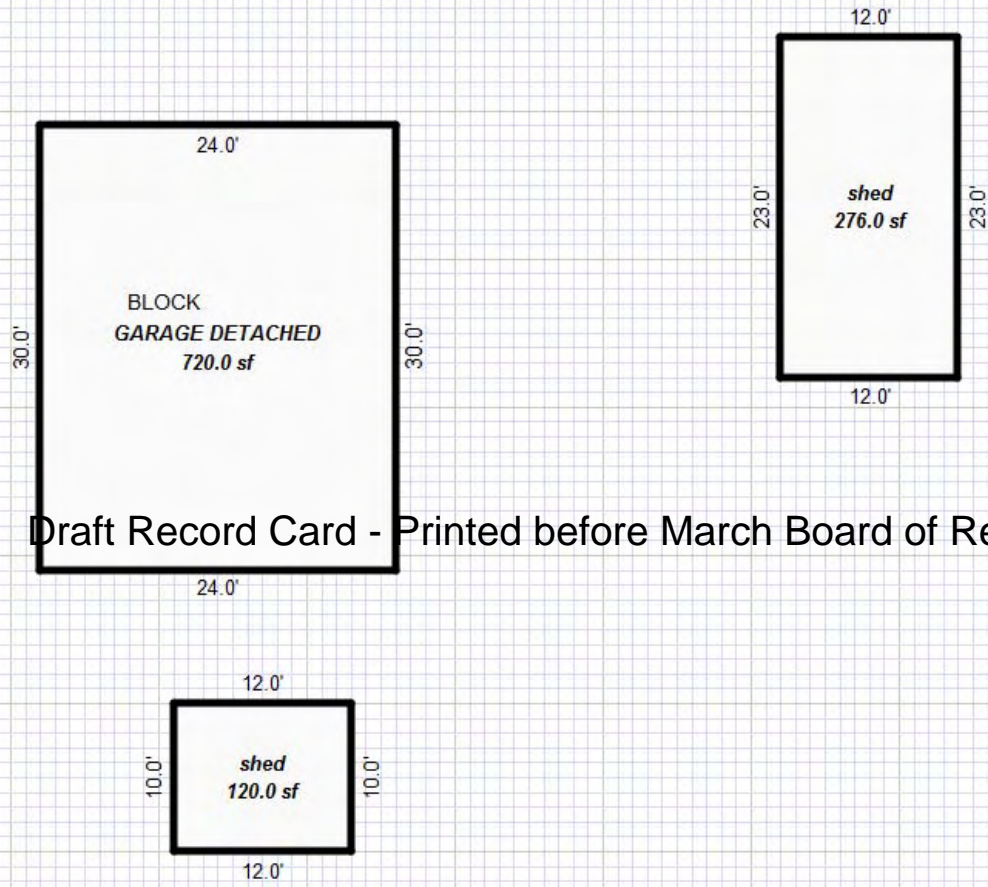 12.0'
24.0'
23.0'
shed
276.0 sf
23.0'
BLOCK
GARAGE DETACHED
720.0 sf
30.0'
30.0'
12.0'
Draft Record Card - Printed before March Board of Re
24.0'
12.0'
10.0'
shed
120.0 sf
10.0'
12.0'